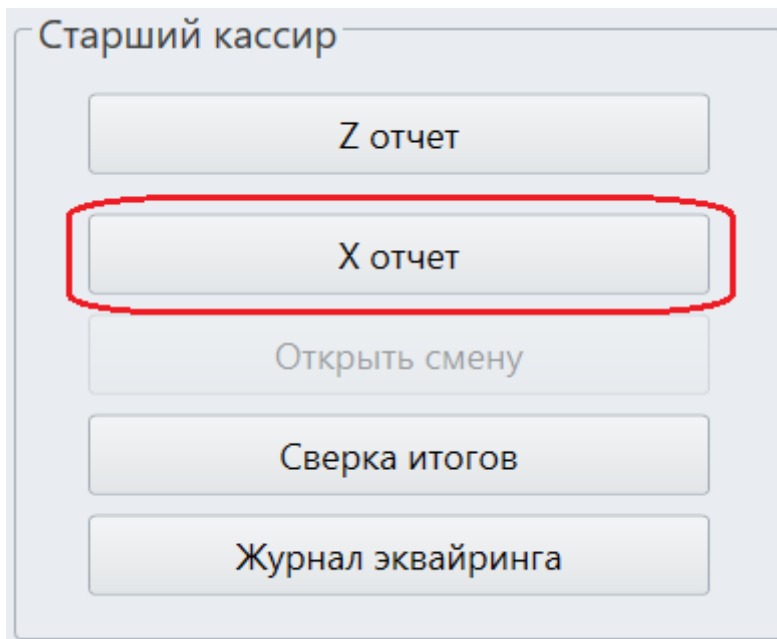 Старший кассир
Z отчет
X отчет
Открыть смену
Сверка итогов
Журнал эквайринга